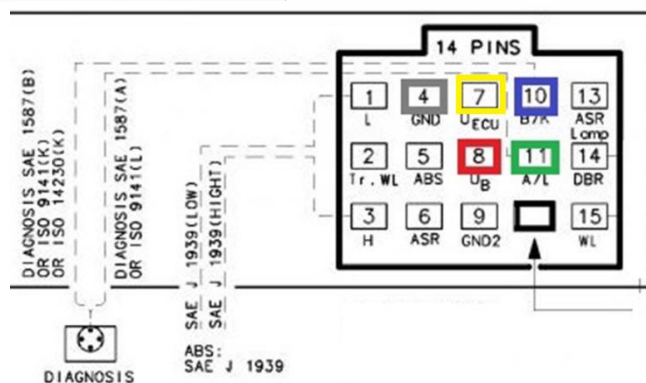 14 PINS
1
4
7
10
13
L
GND
U ECU
B/K
ASR
Lamp
2
5
8
11
14
Tr.WL
ABS
UB
A/L
DBR
3
6
9
15
H
ASR
GND2
WL
DIAGNOSIS SAE 1587(B)
OR ISO 9141(K)
OR ISO 14230(K)
DIAGNOSIS SAE 1587(A)
OR ISO 9141(L)
SAE J 1939(LOW)
SAE J 1939(HIGHT)
ABS:
SAE J 1939
DIAGNOSIS